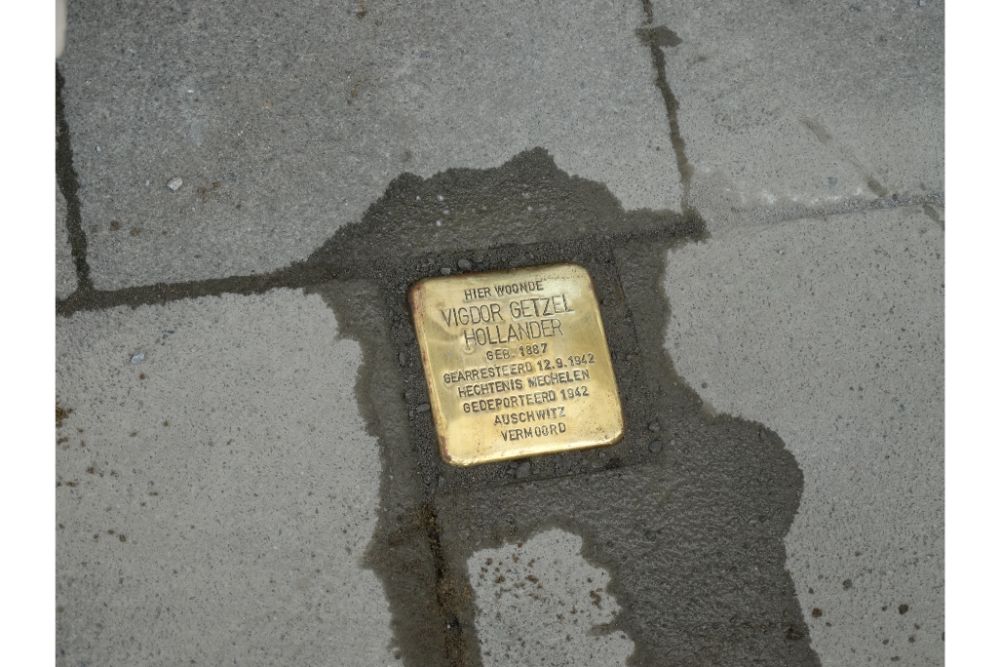 HIER WOONDE
VIGDOR GETZEL
HOLLANDER
GEB. 1887
GEARRESTEERD 12.9.1942
HECHTENIS MECHELEN
GEDEPORTEERD 1942
AUSCHWITZ
VERMOORD